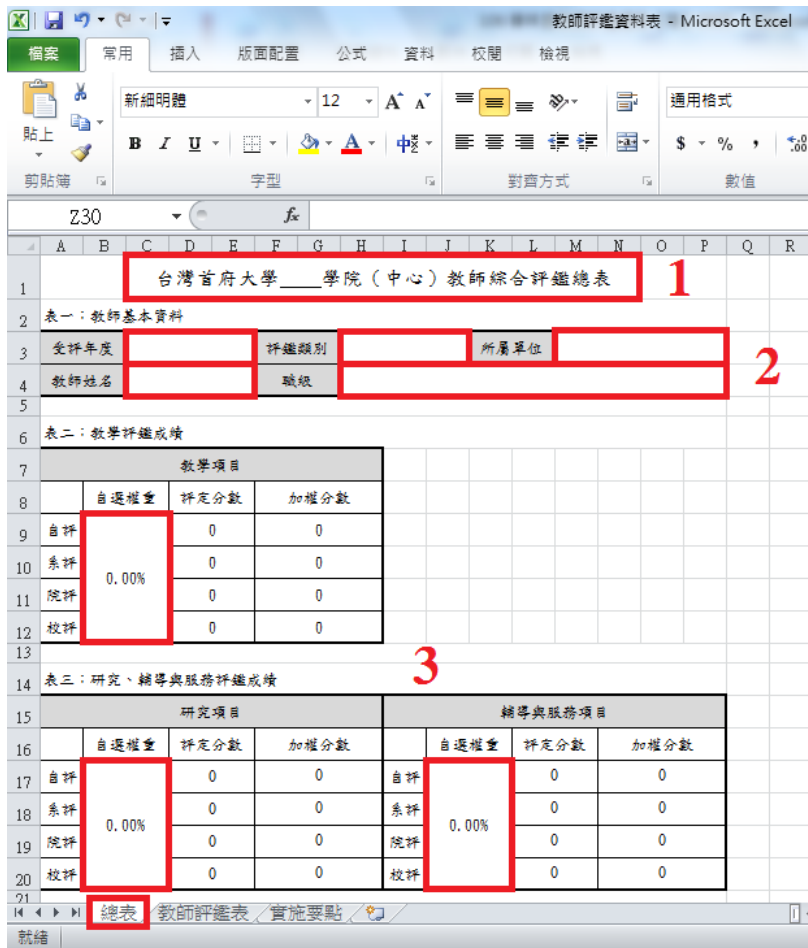 教師評鑑資料表 - Microsoft Excel
檔案 常用 插入 版面配置 公式 資料 校閱 檢視
新細明體 12 A A 通用格式
貼上 B I U A 中 $ % , .0 .00
剪貼簿 字型 對齊方式 數值
Z30 fx
A B C D E F G H I J K L M N O P Q R
1 台灣首府大學____學院（中心）教師綜合評鑑總表 1
2 表一：教師基本資料
3 受評年度 評鑑類別 所屬單位
2
4 教師姓名 職級
5
6 表二：教學評鑑成績
7 教學項目
8 自選權重 評定分數 加權分數
9 自評 0 0
10 系評 0.00% 0 0
11 院評 0 0
12 校評 0 0
13
3
14 表三：研究、輔導與服務評鑑成績
15 研究項目 輔導與服務項目
16 自選權重 評定分數 加權分數 自選權重 評定分數 加權分數
17 自評 0 0 自評 0 0
18 系評 0.00% 0 0 系評 0.00% 0 0
19 院評 0 0 院評 0 0
20 校評 0 0 校評 0 0
21
總表 教師評鑑表 實施要點
就緒